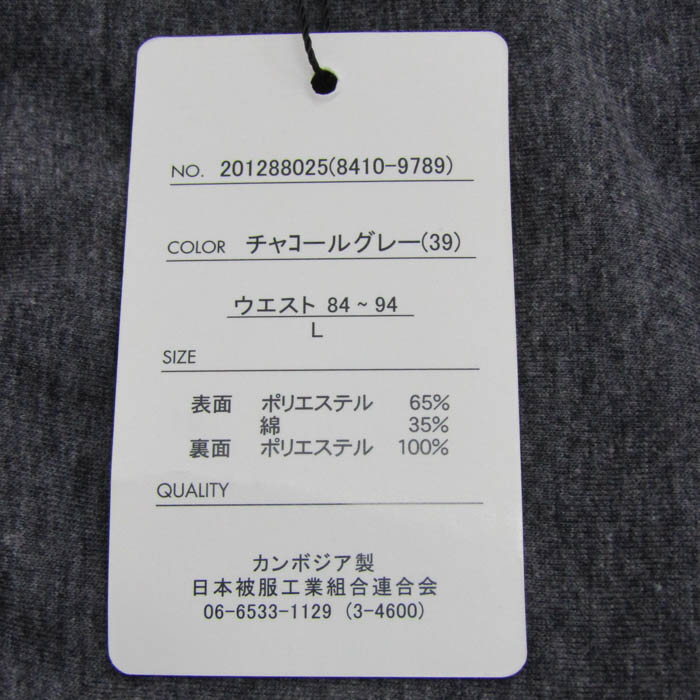 NO. 201288025(8410-9789)
COLOR チャコールグレー(39)
ウエスト 84～94
L
SIZE
表面 ポリエステル 65%
綿 35%
裏面 ポリエステル 100%
QUALITY
カンボジア製
日本被服工業組合連合会
06-6533-1129 (3-4600)